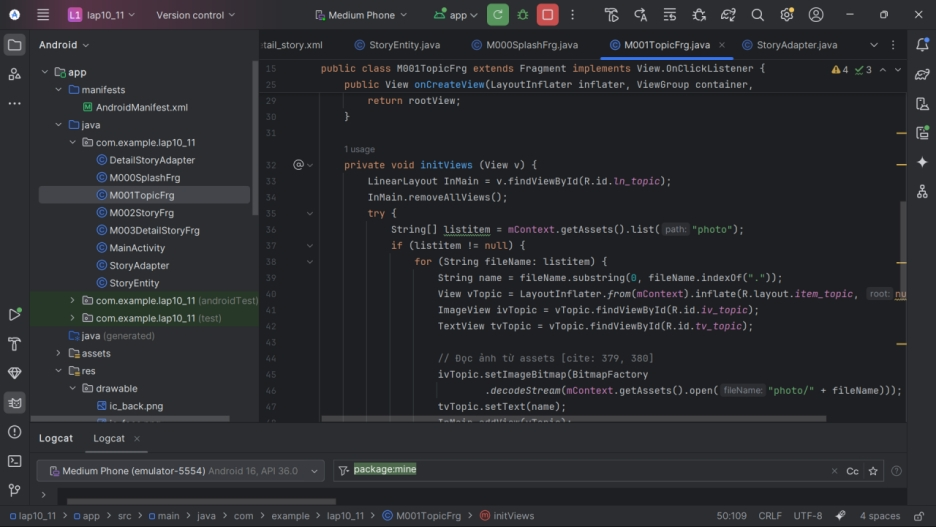 L1 lap10_11 Version control Medium Phone app
Android
tail_story.xml StoryEntity.java M000SplashFrg.java M001TopicFrg.java StoryAdapter.java
app
manifests
AndroidManifest.xml
java
com.example.lap10_11
DetailStoryAdapter
M000SplashFrg
M001TopicFrg
M002StoryFrg
M003DetailStoryFrg
MainActivity
StoryAdapter
StoryEntity
com.example.lap10_11 (androidTest)
com.example.lap10_11 (test)
java (generated)
assets
res
drawable
ic_back.png
4 3
15 public class M001TopicFrg extends Fragment implements View.OnClickListener {
25 public View onCreateView(LayoutInflater inflater, ViewGroup container,
29 return rootView;
30 }
31
1 usage
32 private void initViews (View v) {
33 LinearLayout InMain = v.findViewById(R.id.ln_topic);
34 InMain.removeAllViews();
35 try {
36 String[] listitem = mContext.getAssets().list( path: "photo");
37 if (listitem != null) {
38 for (String fileName: listitem) {
39 String name = fileName.substring(0, fileName.indexOf("."));
40 View vTopic = LayoutInflater.from(mContext).inflate(R.layout.item_topic, root: nu
41 ImageView ivTopic = vTopic.findViewById(R.id.iv_topic);
42 TextView tvTopic = vTopic.findViewById(R.id.tv_topic);
43
44 // Đọc ảnh từ assets [cite: 379, 380]
45 ivTopic.setImageBitmap(BitmapFactory
46 .decodeStream(mContext.getAssets().open( fileName: "photo/" + fileName)));
47 tvTopic.setText(name);
InMain.addView(vTopic);
Logcat Logcat
Medium Phone (emulator-5554) Android 16, API 36.0 package:mine Cc
lap10_11 > app > src > main > java > com > example > lap10_11 > M001TopicFrg > initViews 50:109 CRLF UTF-8 4 spaces